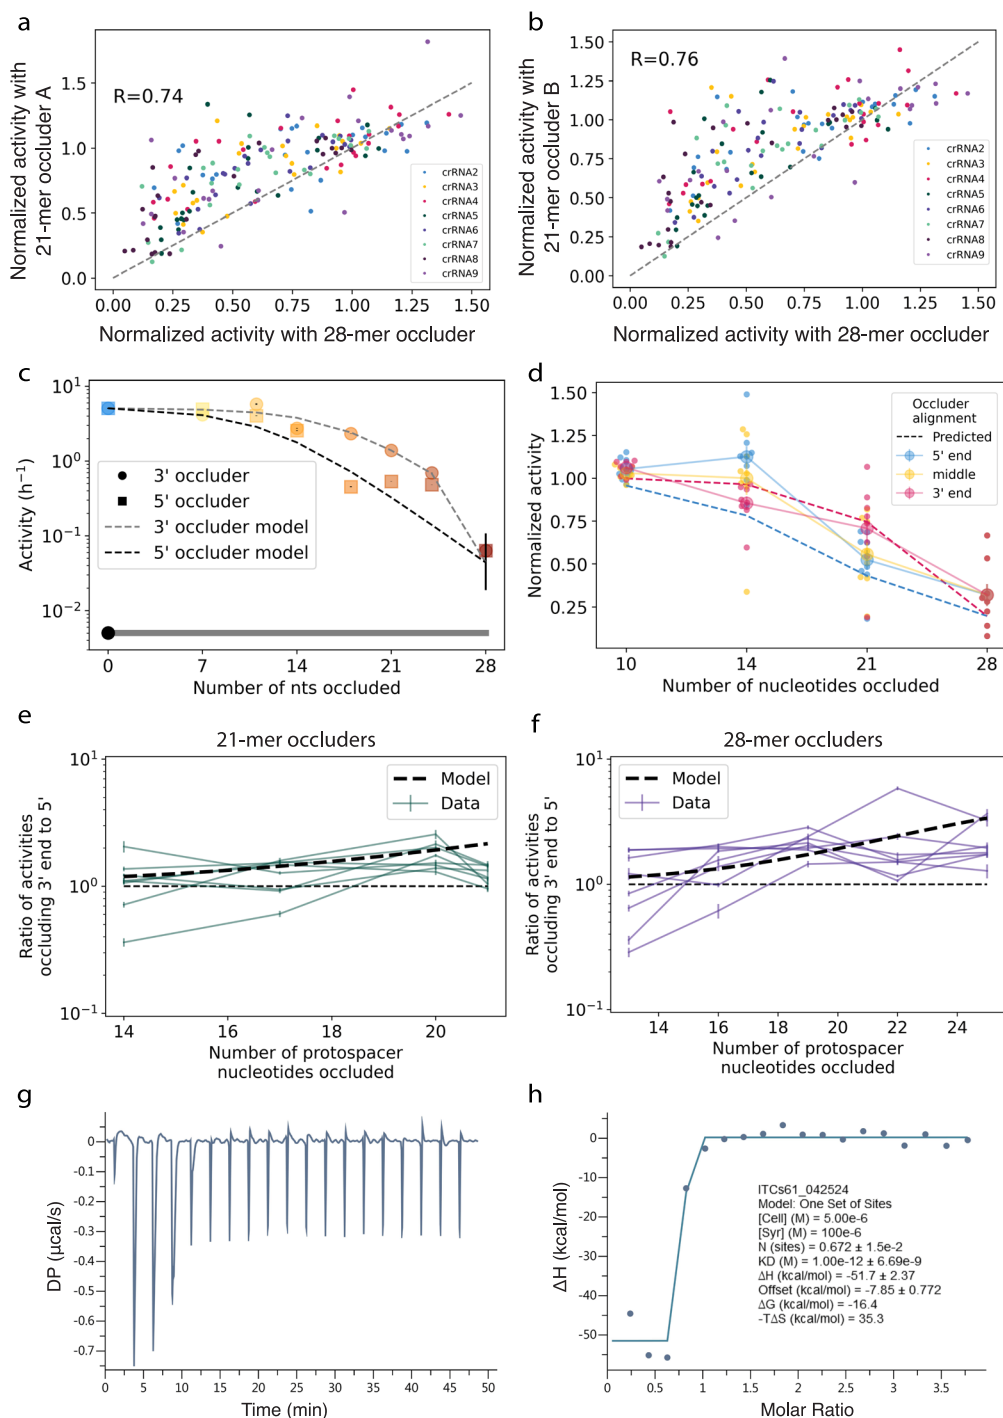 a
Normalized activity with
21-mer occluder A
R=0.74
1.5
1.0
0.5
0.0
crRNA2
crRNA3
crRNA4
crRNA5
crRNA6
crRNA7
crRNA8
crRNA9
0.00 0.25 0.50 0.75 1.00 1.25 1.50
Normalized activity with 28-mer occluder
b
Normalized activity with
21-mer occluder B
R=0.76
1.50
1.25
1.00
0.75
0.50
0.25
0.00
crRNA2
crRNA3
crRNA4
crRNA5
crRNA6
crRNA7
crRNA8
crRNA9
0.00 0.25 0.50 0.75 1.00 1.25 1.50
Normalized activity with 28-mer occluder
c
Activity (h⁻¹)
10¹
10⁰
10⁻¹
10⁻²
3' occluder
5' occluder
3' occluder model
5' occluder model
0 7 14 21 28
Number of nts occluded
d
Normalized activity
1.50
1.25
1.00
0.75
0.50
0.25
Occluder
alignment
Predicted
5' end
middle
3' end
10 14 21 28
Number of nucleotides occluded
e
21-mer occluders
Ratio of activities
occluding 3' end to 5'
10¹
10⁰
10⁻¹
Model
Data
14 16 18 20
Number of protospacer
nucleotides occluded
f
28-mer occluders
Ratio of activities
occluding 3' end to 5'
10¹
10⁰
10⁻¹
Model
Data
14 16 18 20 22 24
Number of protospacer
nucleotides occluded
g
DP (µcal/s)
0
-0.1
-0.2
-0.3
-0.4
-0.5
-0.6
-0.7
0 5 10 15 20 25 30 35 40 45 50
Time (min)
h
ΔH (kcal/mol)
0
-10
-20
-30
-40
-50
ITCs61_042524
Model: One Set of Sites
[Cell] (M) = 5.00e-6
[Syr] (M) = 100e-6
N (sites) = 0.672 ± 1.5e-2
KD (M) = 1.00e-12 ± 6.69e-9
ΔH (kcal/mol) = -51.7 ± 2.37
Offset (kcal/mol) = -7.85 ± 0.772
ΔG (kcal/mol) = -16.4
-TΔS (kcal/mol) = 35.3
0 0.5 1 1.5 2 2.5 3 3.5
Molar Ratio